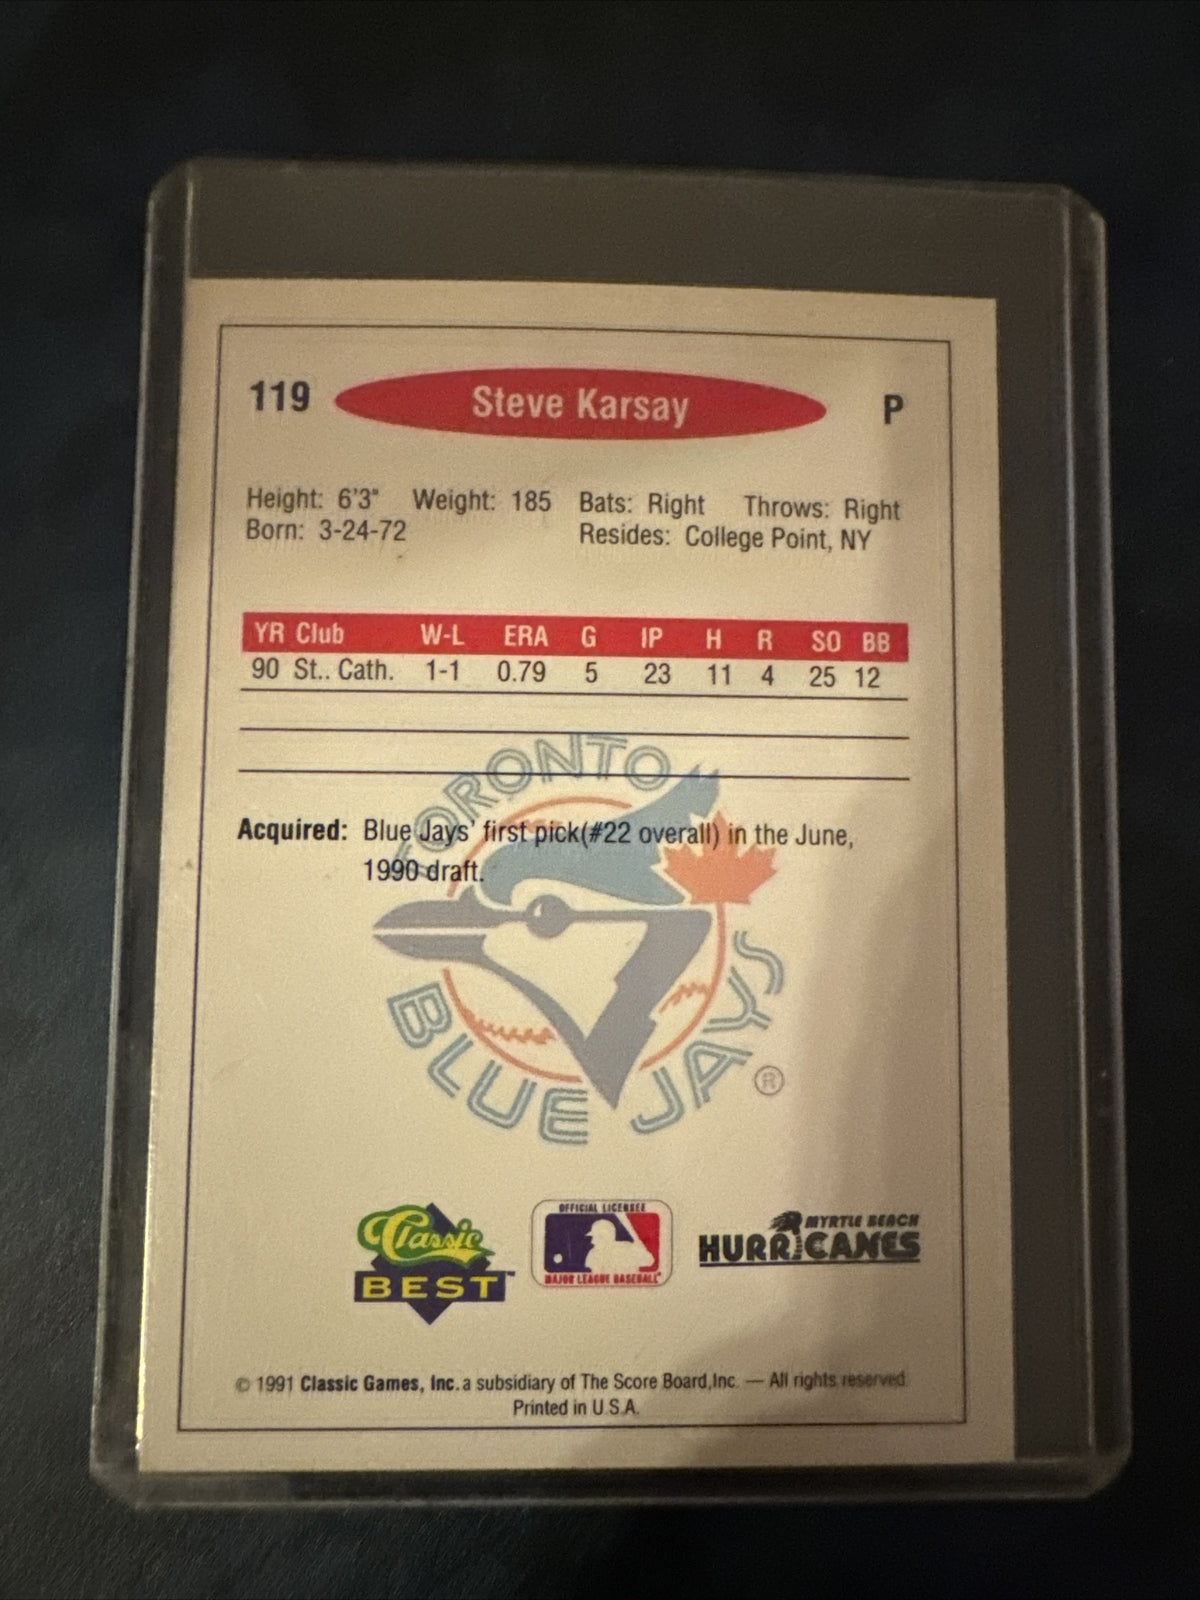 119 Steve Karsay P
Height: 6'3" Weight: 185 Bats: Right Throws: Right
Born: 3-24-72 Resides: College Point, NY
YR Club W-L ERA G IP H R SO BB
90 St.. Cath. 1-1 0.79 5 23 11 4 25 12
TORONTO
Acquired: Blue Jays' first pick(#22 overall) in the June,
1990 draft.
BLUE JAYS ®
Classic
BEST™
OFFICIAL LICENSEE
MAJOR LEAGUE BASEBALL
MYRTLE BEACH
HURRICANES
© 1991 Classic Games, Inc. a subsidiary of The Score Board,Inc. — All rights reserved.
Printed in U.S.A.